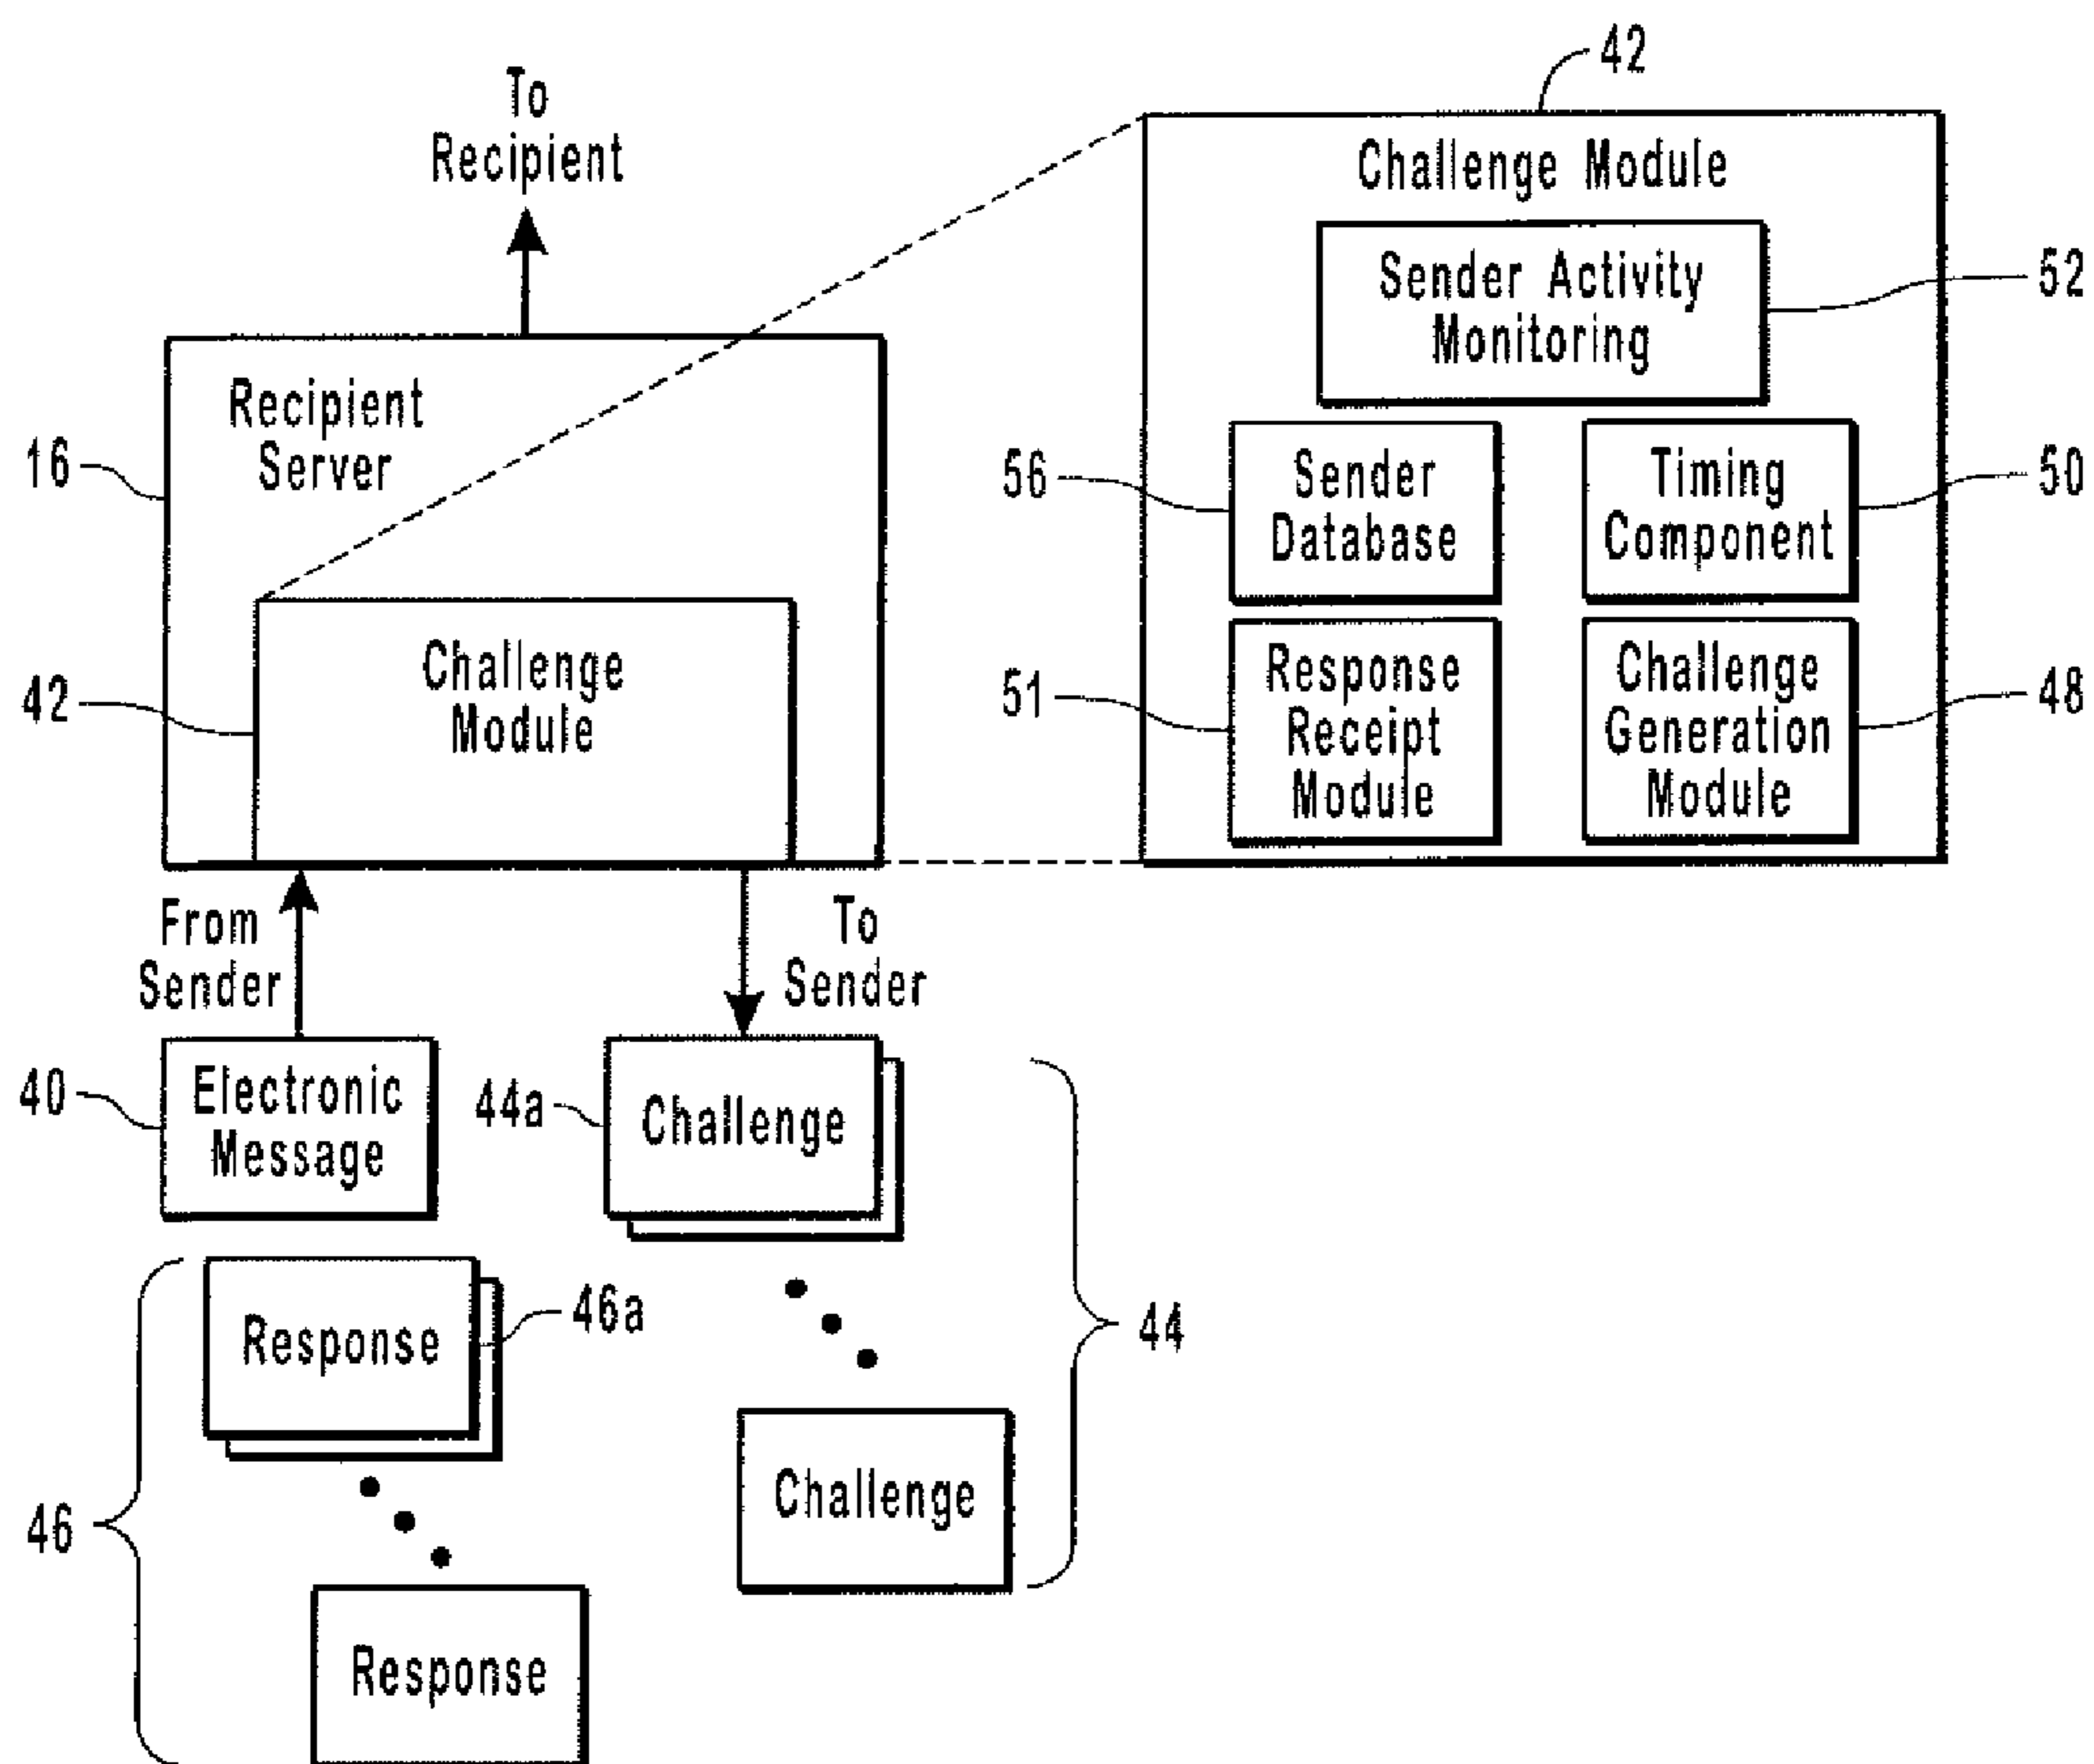 To
Recipient
Recipient
Server
16
Challenge
Module
42
From
Sender
To
Sender
40
Electronic
Message
44a
Challenge
44
Challenge
46
Response
46a
Response
42
Challenge Module
Sender Activity
Monitoring
52
56
Sender
Database
Timing
Component
50
51
Response
Receipt
Module
Challenge
Generation
Module
48